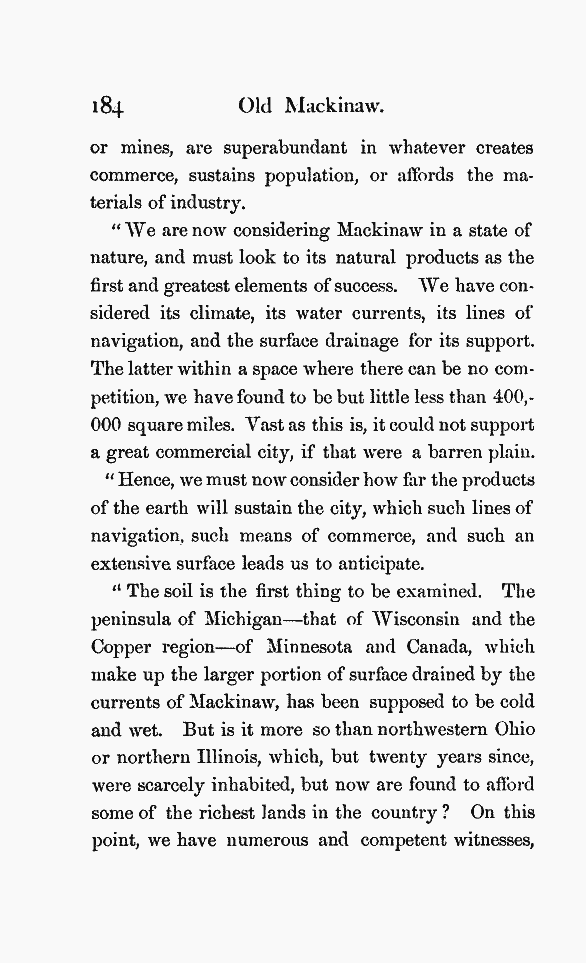 184 Old Mackinaw.
or mines, are superabundant in whatever creates
commerce, sustains population, or affords the ma-
terials of industry.
“We are now considering Mackinaw in a state of
nature, and must look to its natural products as the
first and greatest elements of success. We have con-
sidered its climate, its water currents, its lines of
navigation, and the surface drainage for its support.
The latter within a space where there can be no com-
petition, we have found to be but little less than 400,-
000 square miles. Vast as this is, it could not support
a great commercial city, if that were a barren plain.
“Hence, we must now consider how far the products
of the earth will sustain the city, which such lines of
navigation, such means of commerce, and such an
extensive surface leads us to anticipate.
“The soil is the first thing to be examined. The
peninsula of Michigan—that of Wisconsin and the
Copper region—of Minnesota and Canada, which
make up the larger portion of surface drained by the
currents of Mackinaw, has been supposed to be cold
and wet. But is it more so than northwestern Ohio
or northern Illinois, which, but twenty years since,
were scarcely inhabited, but now are found to afford
some of the richest lands in the country? On this
point, we have numerous and competent witnesses,